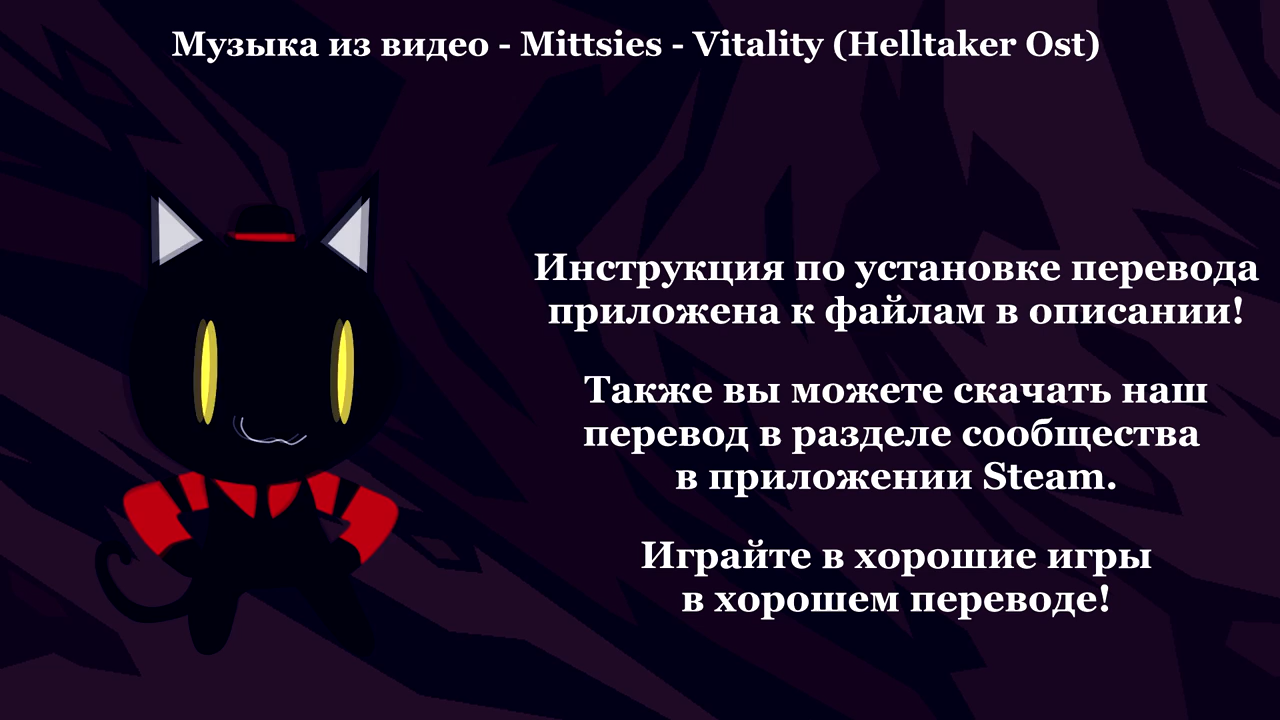 Музыка из видео - Mittsies - Vitality (Helltaker Ost)
Инструкция по установке перевода
приложена к файлам в описании!
Также вы можете скачать наш
перевод в разделе сообщества
в приложении Steam.
Играйте в хорошие игры
в хорошем переводе!